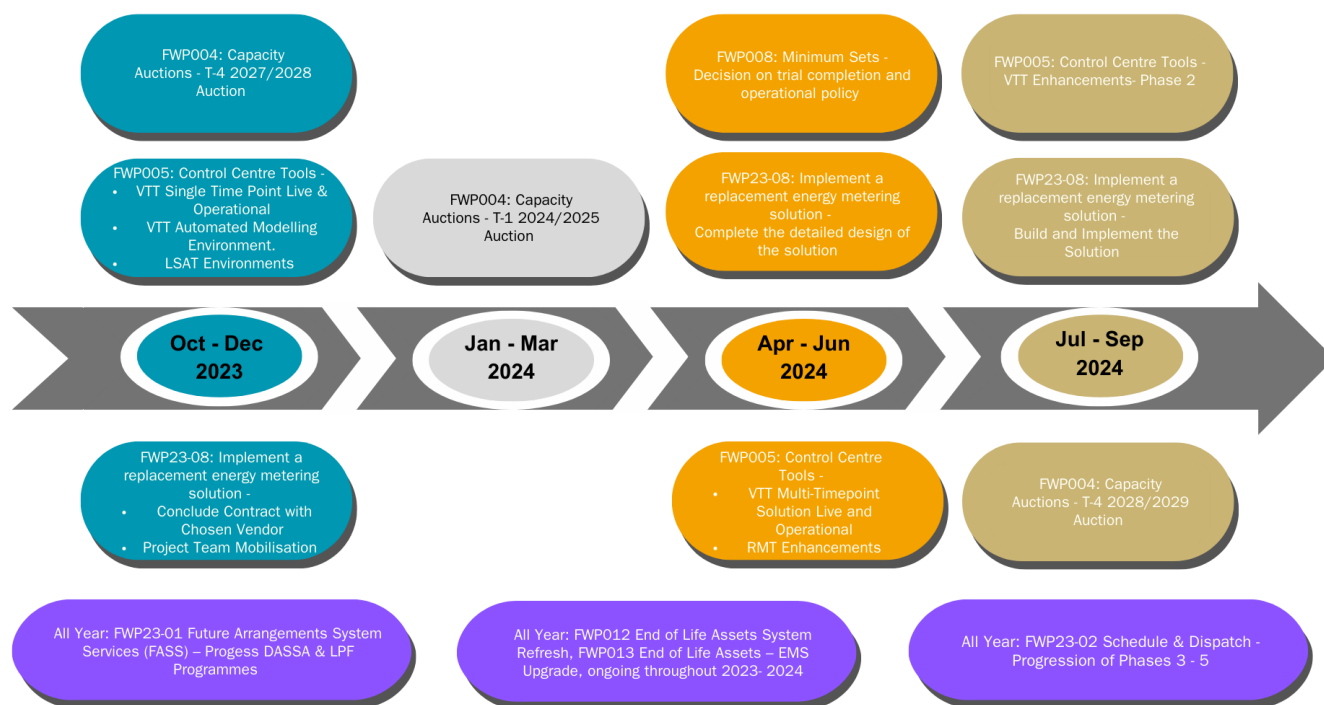 FWP004: Capacity
Auctions - T-4 2027/2028
Auction
FWP008: Minimum Sets -
Decision on trial completion and
operational policy
FWP005: Control Centre Tools -
VTT Enhancements- Phase 2
FWP005: Control Centre Tools -
• VTT Single Time Point Live &
Operational
• VTT Automated Modelling
Environment.
• LSAT Environments
FWP004: Capacity
Auctions - T-1 2024/2025
Auction
FWP23-08: Implement a
replacement energy metering
solution -
Complete the detailed design of
the solution
FWP23-08: Implement a
replacement energy metering
solution -
Build and Implement the
Solution
Oct - Dec
2023
Jan - Mar
2024
Apr - Jun
2024
Jul - Sep
2024
FWP23-08: Implement a
replacement energy metering
solution -
• Conclude Contract with
Chosen Vendor
• Project Team Mobilisation
FWP005: Control Centre
Tools -
• VTT Multi-Timepoint
Solution Live and
Operational
• RMT Enhancements
FWP004: Capacity
Auctions - T-4 2028/2029
Auction
All Year: FWP23-01 Future Arrangements System
Services (FASS) – Progess DASSA & LPF
Programmes
All Year: FWP012 End of Life Assets System
Refresh, FWP013 End of Life Assets – EMS
Upgrade, ongoing throughout 2023- 2024
All Year: FWP23-02 Schedule & Dispatch -
Progression of Phases 3 - 5